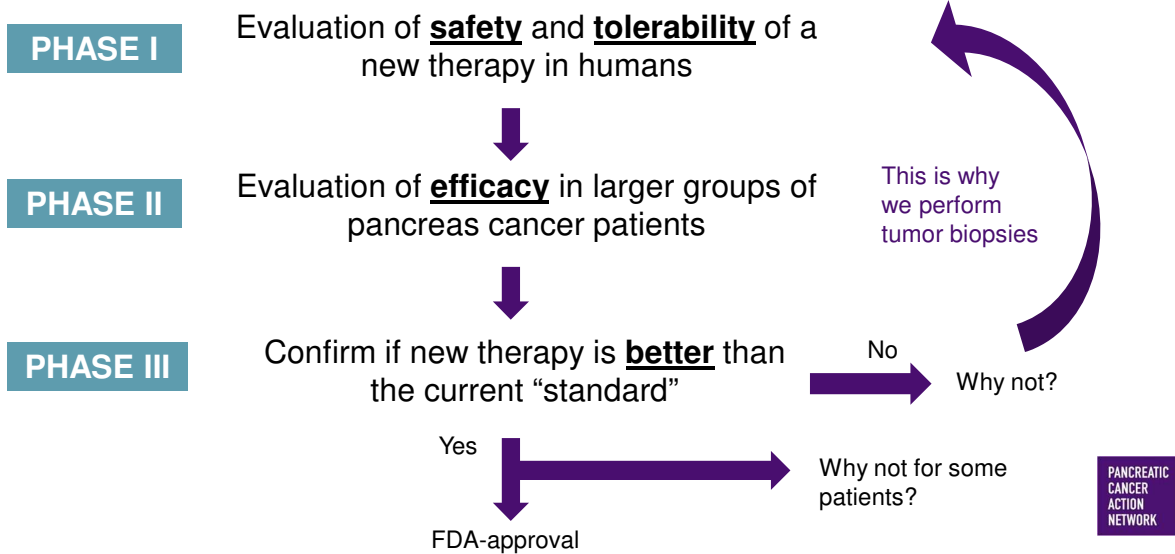 PHASE I
Evaluation of safety and tolerability of a
new therapy in humans
PHASE II
Evaluation of efficacy in larger groups of
pancreas cancer patients
This is why
we perform
tumor biopsies
PHASE III
Confirm if new therapy is better than
the current “standard”
No
Why not?
Yes
Why not for some
patients?
FDA-approval
PANCREATIC
CANCER
ACTION
NETWORK